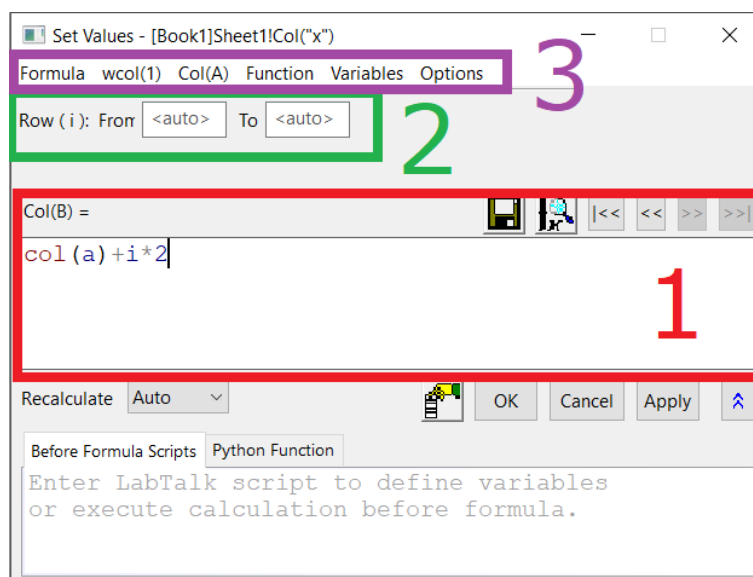 Set Values - [Book1]Sheet1!Col("x")
Formula wcol(1) Col(A) Function Variables Options
3
Row (i): From <auto> To <auto>
2
Col(B) =
|<< << >> >>|
col(a)+i*2
1
Recalculate Auto
OK Cancel Apply
Before Formula Scripts Python Function
Enter LabTalk script to define variables
or execute calculation before formula.